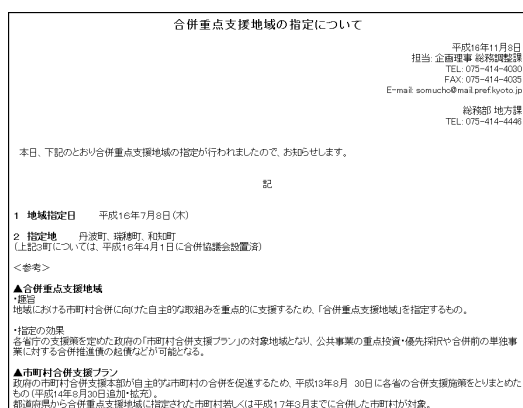 合併重点支援地域の指定について
平成16年11月8日
担当: 企画理事 総務調整課
TEL: 075-414-4030
FAX: 075-414-4035
E-mail: somucho@mail.pref.kyoto.jp
総務部 地方課
TEL: 075-414-4446
本日、下記のとおり合併重点支援地域の指定が行われましたので、お知らせします。
記
1 地域指定日 平成16年7月8日(木)
2 指定地 丹波町、瑞穂町、和知町
(上記3町については、平成16年4月1日に合併協議会設置済)
<参考>
▲合併重点支援地域
・趣旨
地域における市町村合併に向けた自主的な取組みを重点的に支援するため、「合併重点支援地域」を指定するもの。
・指定の効果
各省庁の支援策を定めた政府の「市町村合併支援プラン」の対象地域となり、公共事業の重点投資・優先採択や合併前の単独事
業に対する合併推進債の起債などが可能となる。
▲市町村合併支援プラン
政府の市町村合併支援本部が自主的な市町村の合併を促進するため、平成13年8月 30日に各省の合併支援施策をとりまとめた
もの(平成14年8月30日追加・拡充)。
都道府県から合併重点支援地域に指定された市町村若しくは平成17年3月までに合併した市町村が対象。